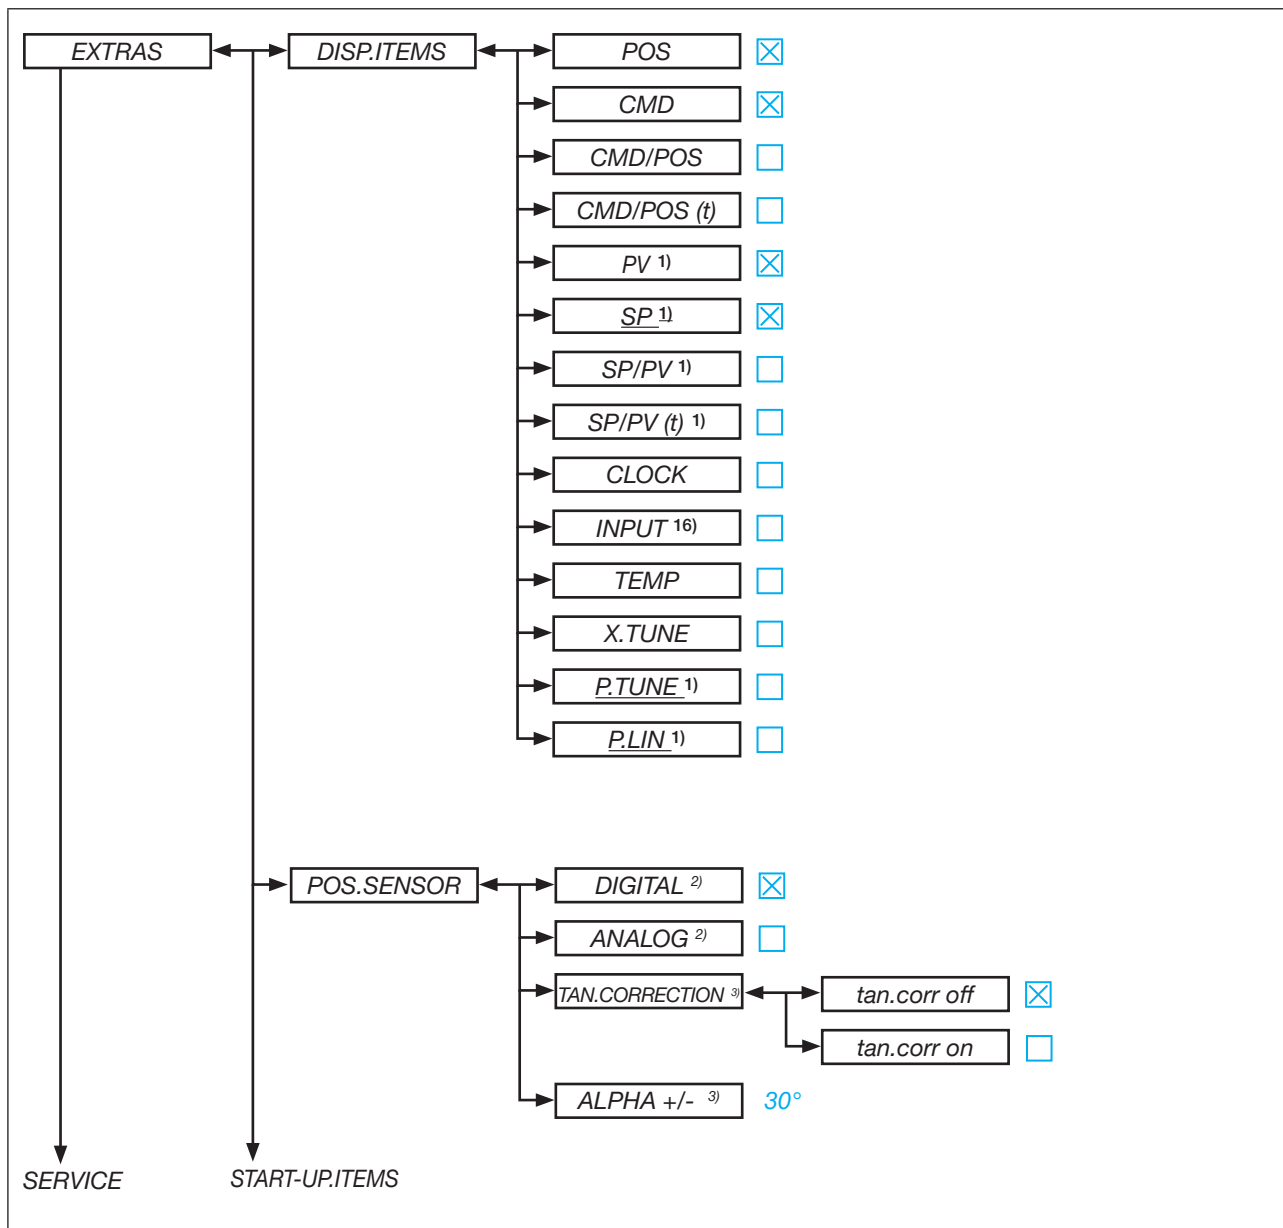 EXTRAS DISP.ITEMS POS
CMD
CMD/POS
CMD/POS (t)
PV 1)
SP 1)
SP/PV 1)
SP/PV (t) 1)
CLOCK
INPUT 16)
TEMP
X.TUNE
P.TUNE 1)
P.LIN 1)
POS.SENSOR DIGITAL 2)
ANALOG 2)
TAN.CORRECTION 3) tan.corr off
tan.corr on
ALPHA +/- 3) 30°
SERVICE START-UP.ITEMS